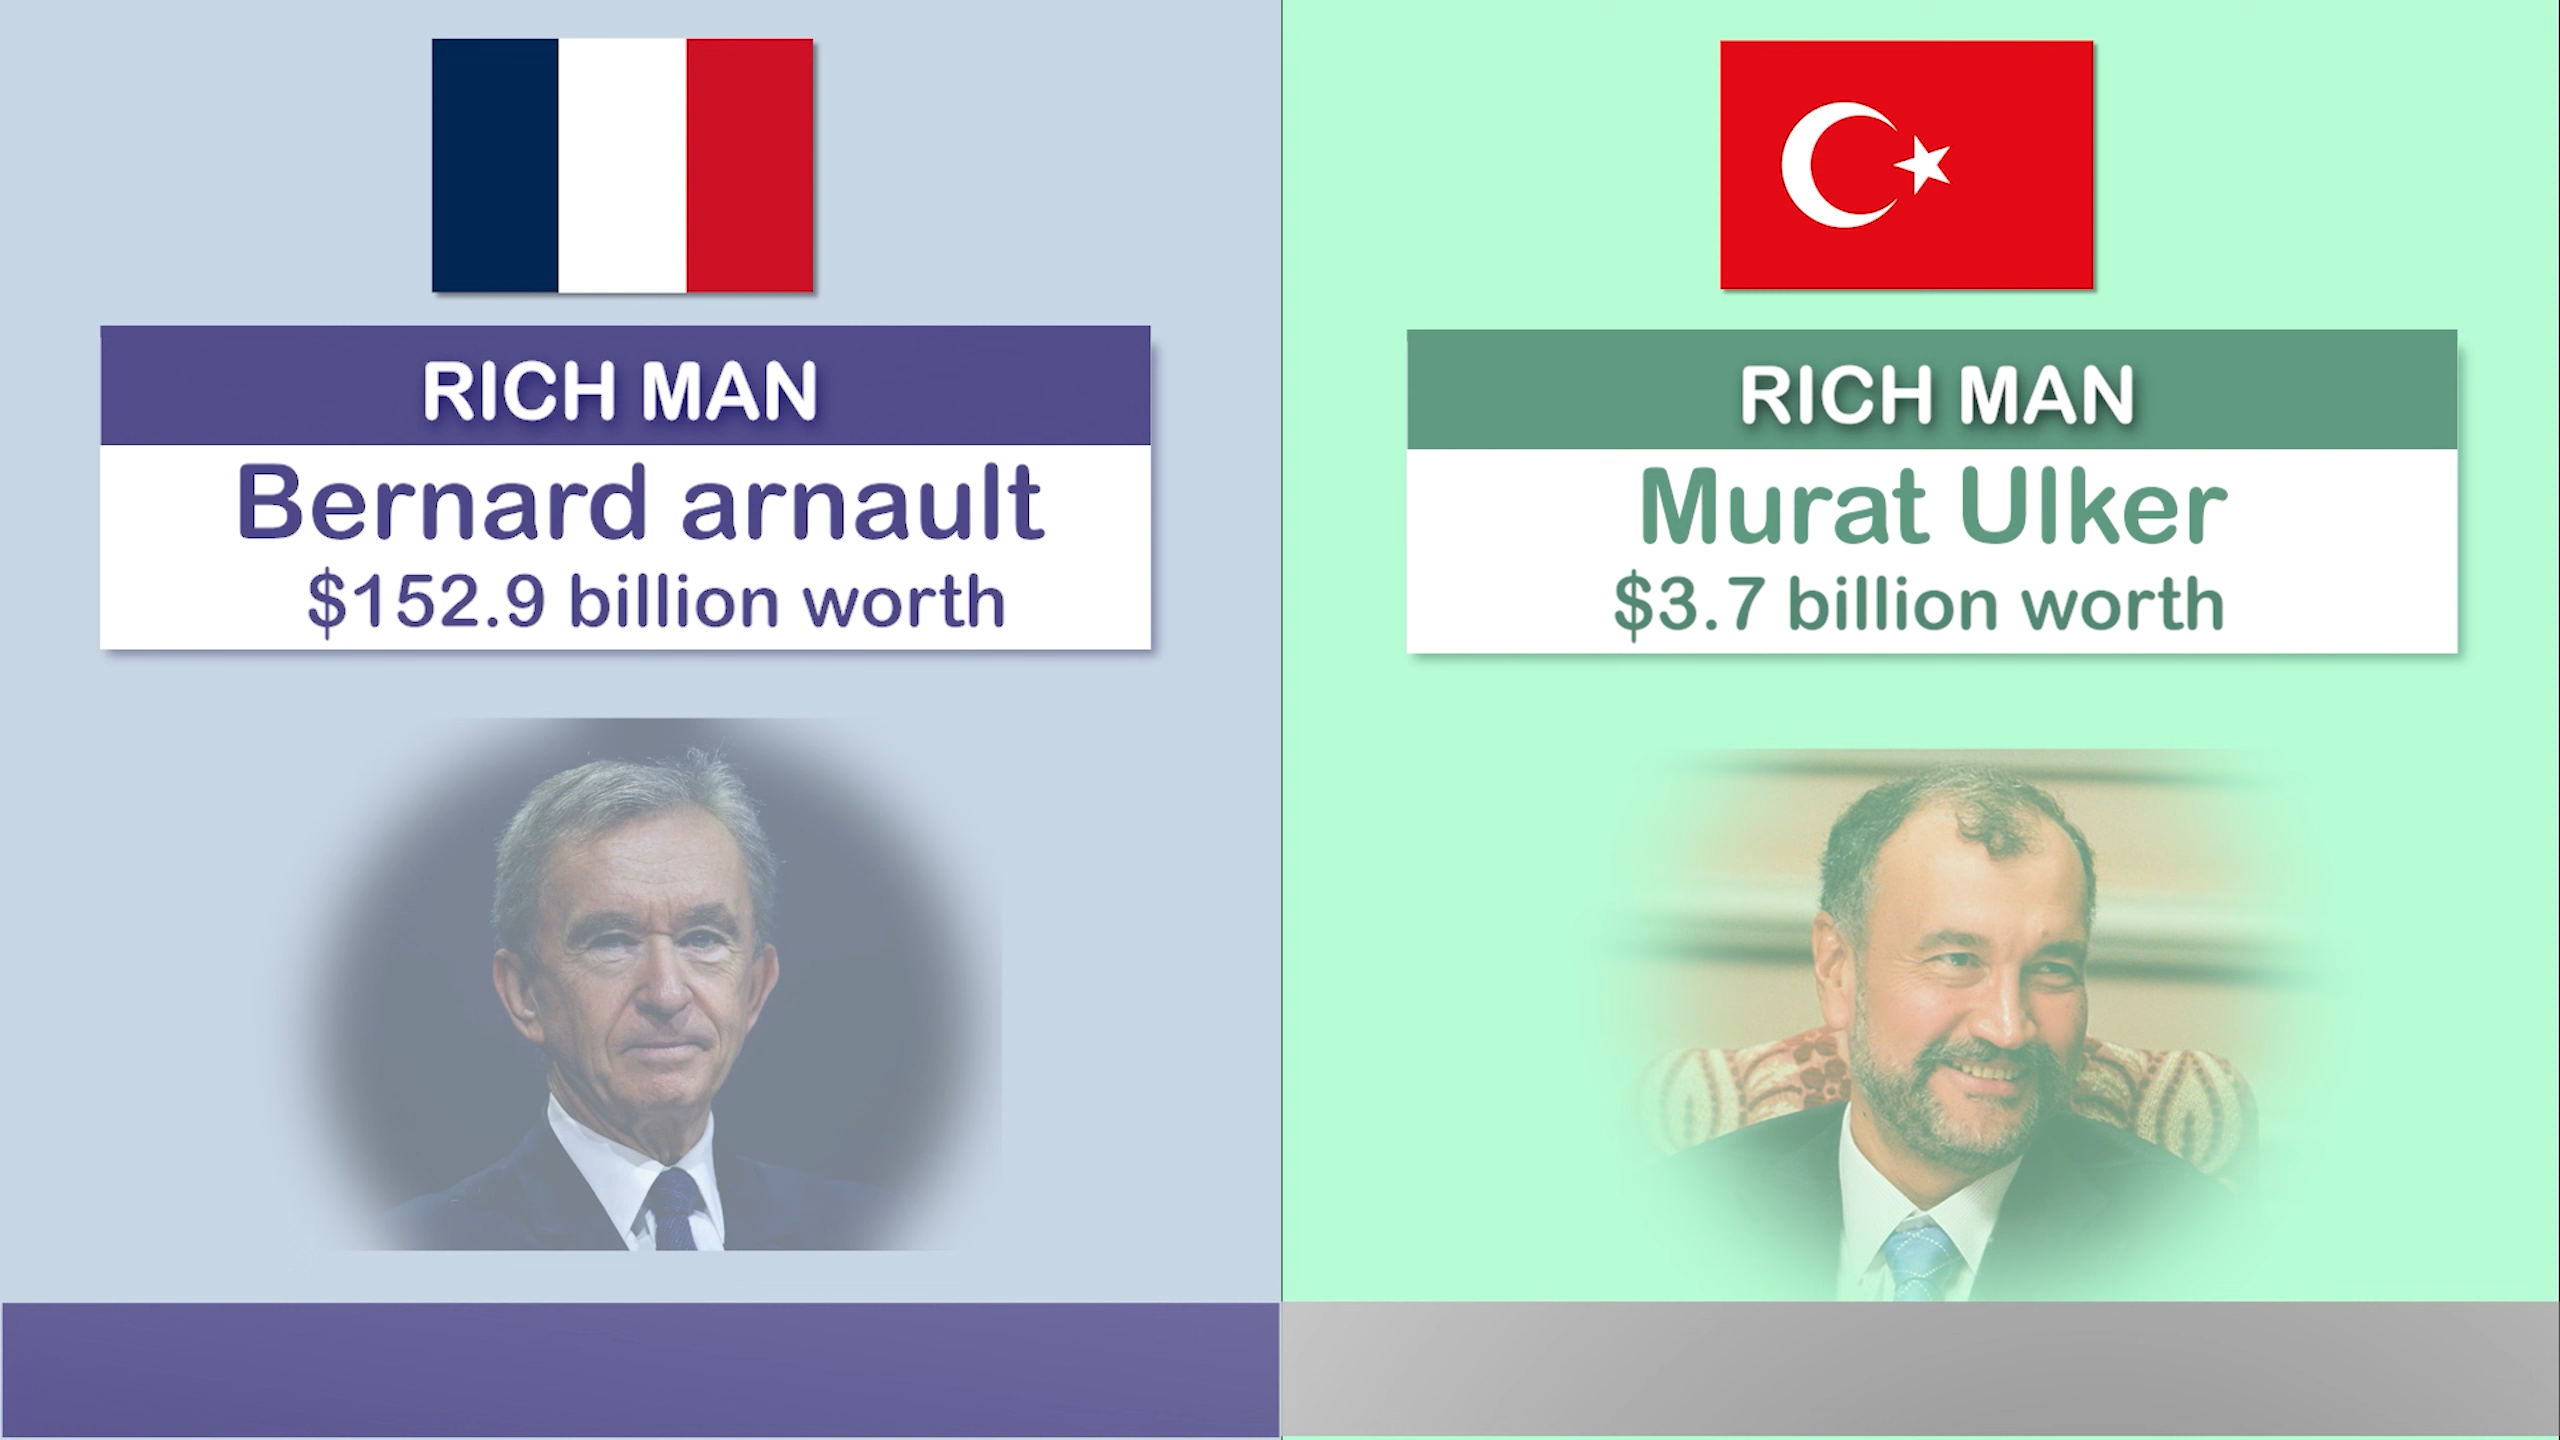 RICH MAN
Bernard arnault
$152.9 billion worth
RICH MAN
Murat Ulker
$3.7 billion worth